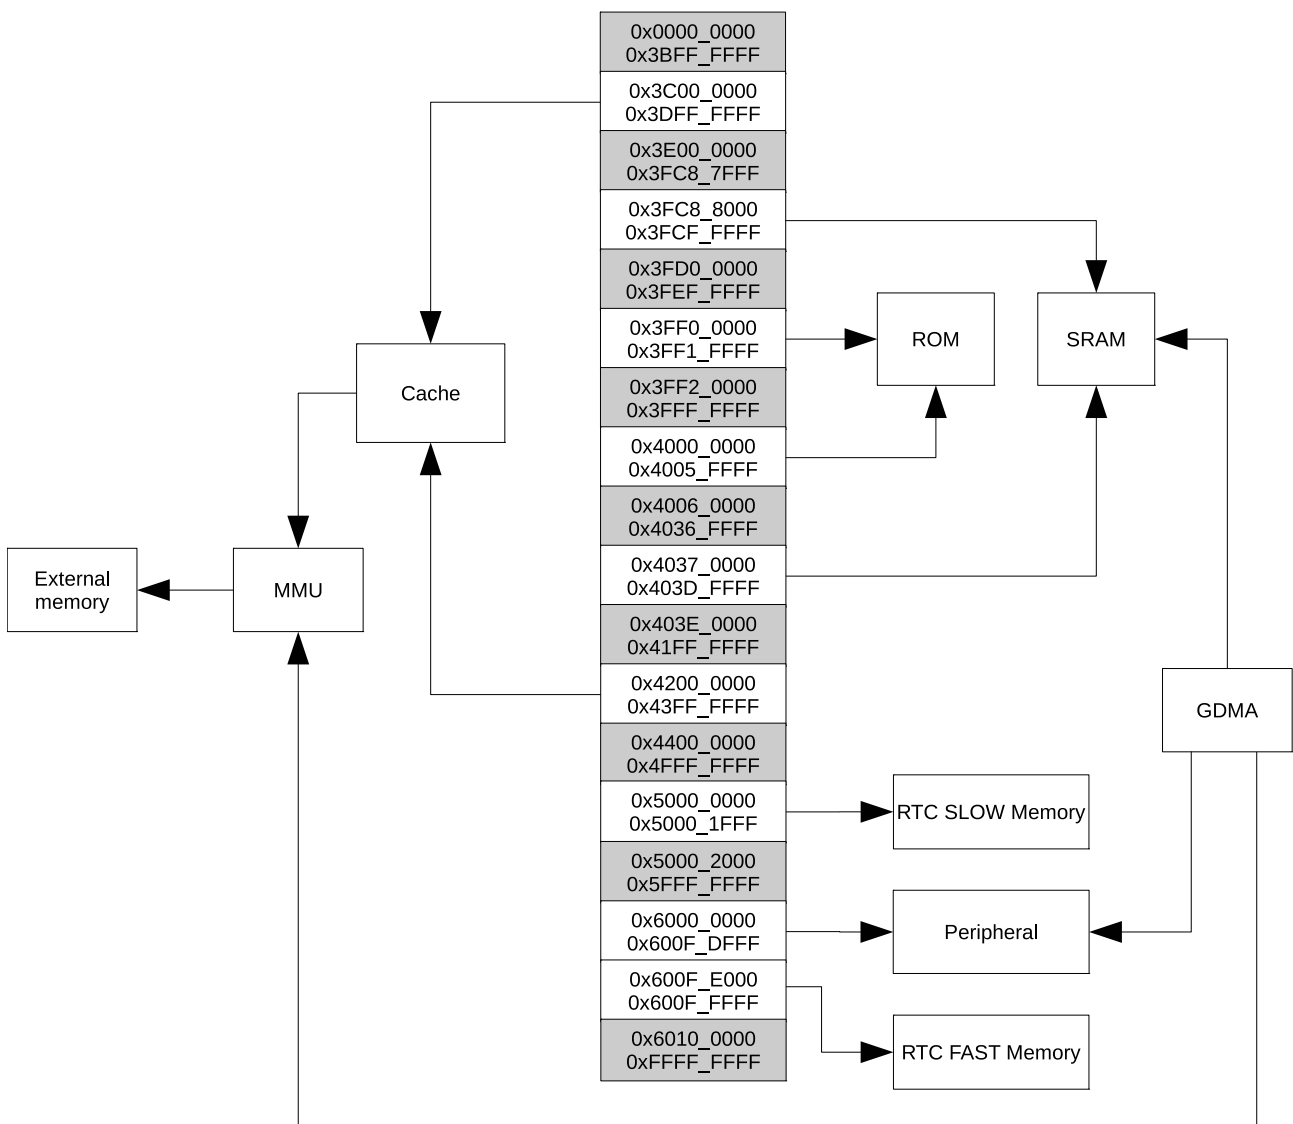 0x0000_0000
0x3BFF_FFFF
0x3C00_0000
0x3DFF_FFFF
0x3E00_0000
0x3FC8_7FFF
0x3FC8_8000
0x3FCF_FFFF
0x3FD0_0000
0x3FEF_FFFF
0x3FF0_0000
0x3FF1_FFFF
0x3FF2_0000
0x3FFF_FFFF
0x4000_0000
0x4005_FFFF
0x4006_0000
0x4036_FFFF
0x4037_0000
0x403D_FFFF
0x403E_0000
0x41FF_FFFF
0x4200_0000
0x43FF_FFFF
0x4400_0000
0x4FFF_FFFF
0x5000_0000
0x5000_1FFF
0x5000_2000
0x5FFF_FFFF
0x6000_0000
0x600F_DFFF
0x600F_E000
0x600F_FFFF
0x6010_0000
0xFFFF_FFFF
Cache
MMU
External
memory
ROM
SRAM
GDMA
RTC SLOW Memory
Peripheral
RTC FAST Memory